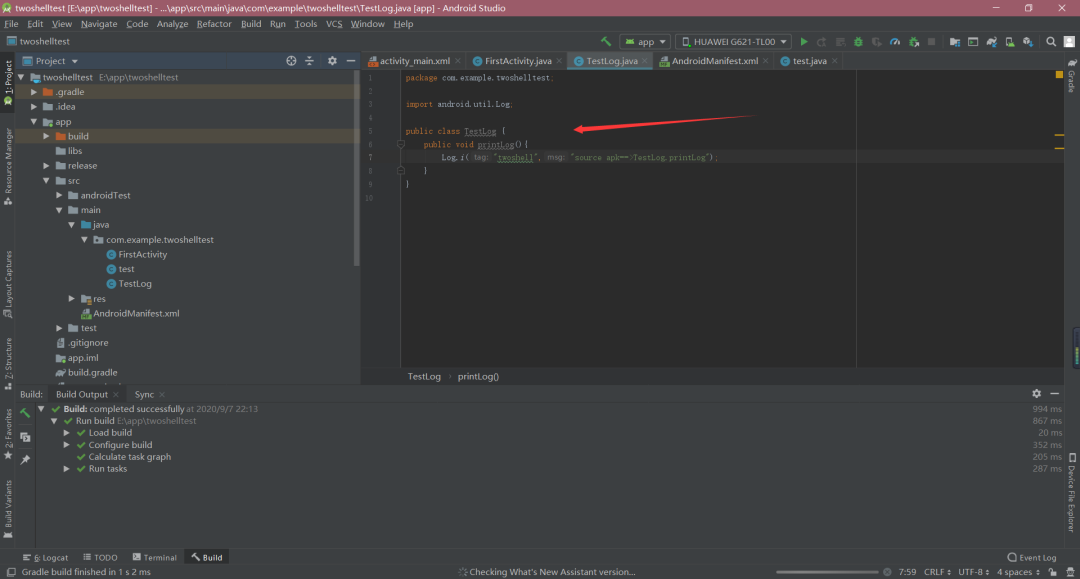 twoshelltest [E:\app\twoshelltest] - ...\app\src\main\java\com\example\twoshelltest\TestLog.java [app] - Android Studio
File Edit View Navigate Code Analyze Refactor Build Run Tools VCS Window Help
twoshelltest
app
HUAWEI G621-TL00
1: Project
Resource Manager
Layout Captures
Z: Structure
2: Favorites
Build Variants
Project
twoshelltest E:\app\twoshelltest
.gradle
.idea
app
build
libs
release
src
androidTest
main
java
com.example.twoshelltest
FirstActivity
test
TestLog
res
AndroidManifest.xml
test
.gitignore
app.iml
build.gradle
activity_main.xml
FirstActivity.java
TestLog.java
AndroidManifest.xml
test.java
1 package com.example.twoshelltest;
2
3 import android.util.Log;
4
5 public class TestLog {
6 public void printLog(){
7 Log.i( tag: "twoshell", msg: "source apk==>TestLog.printLog");
8 }
9 }
10
TestLog > printLog()
Gradle
Device File Explorer
Build: Build Output Sync
Build: completed successfully at 2020/9/7 22:13 994 ms
Run build E:\app\twoshelltest 867 ms
Load build 20 ms
Configure build 352 ms
Calculate task graph 205 ms
Run tasks 287 ms
6: Logcat TODO Terminal Build Event Log
Gradle build finished in 1 s 2 ms Checking What's New Assistant version... 7:59 CRLF UTF-8 4 spaces